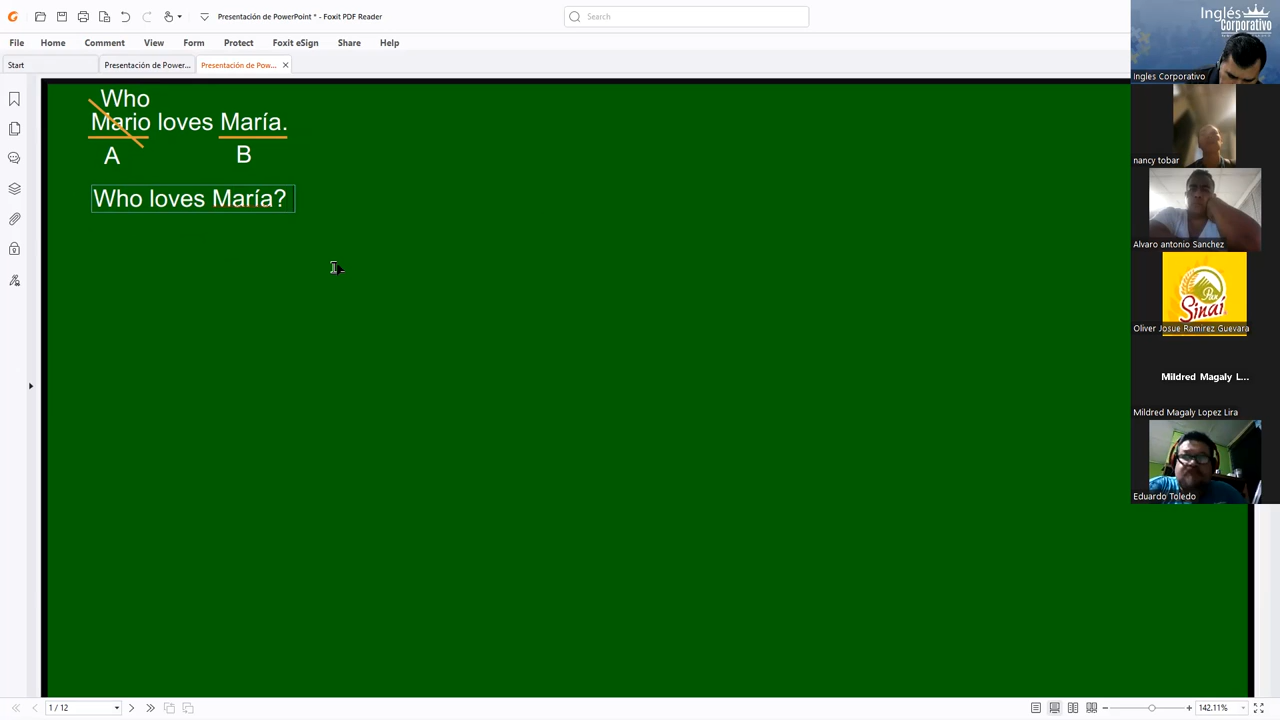 Presentación de PowerPoint * - Foxit PDF Reader
Search
File Home Comment View Form Protect Foxit eSign Share Help
Start
Presentación de Power...
Presentación de Pow...
Who
Mario loves María.
A B
Who loves María?
Inglés
Corporativo
Ingles Corporativo
nancy tobar
Alvaro antonio Sanchez
Pan
Sinaí
Oliver Josue Ramirez Guevara
Mildred Magaly L...
Mildred Magaly Lopez Lira
Eduardo Toledo
1 / 12
142.11%